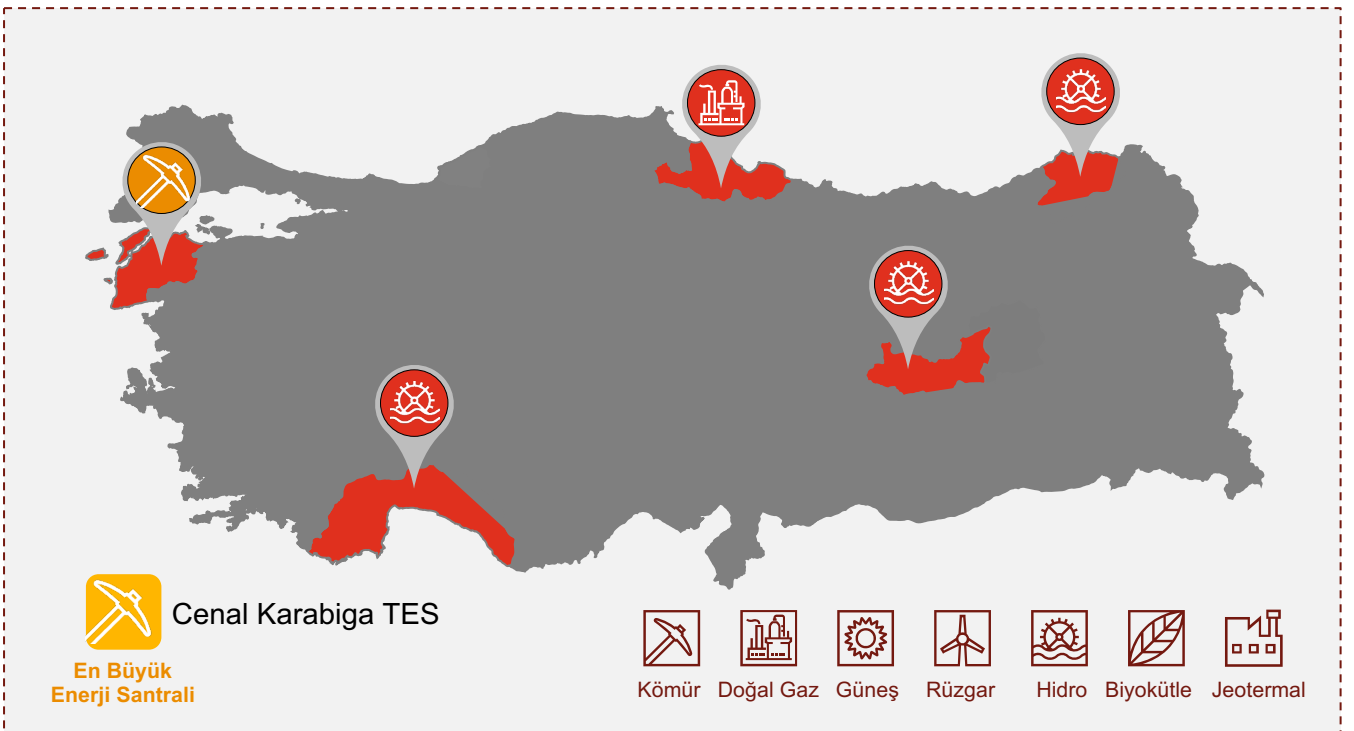 Cenal Karabiga TES
En Büyük
Enerji Santrali
Kömür
Doğal Gaz
Güneş
Rüzgar
Hidro
Biyokütle
Jeotermal